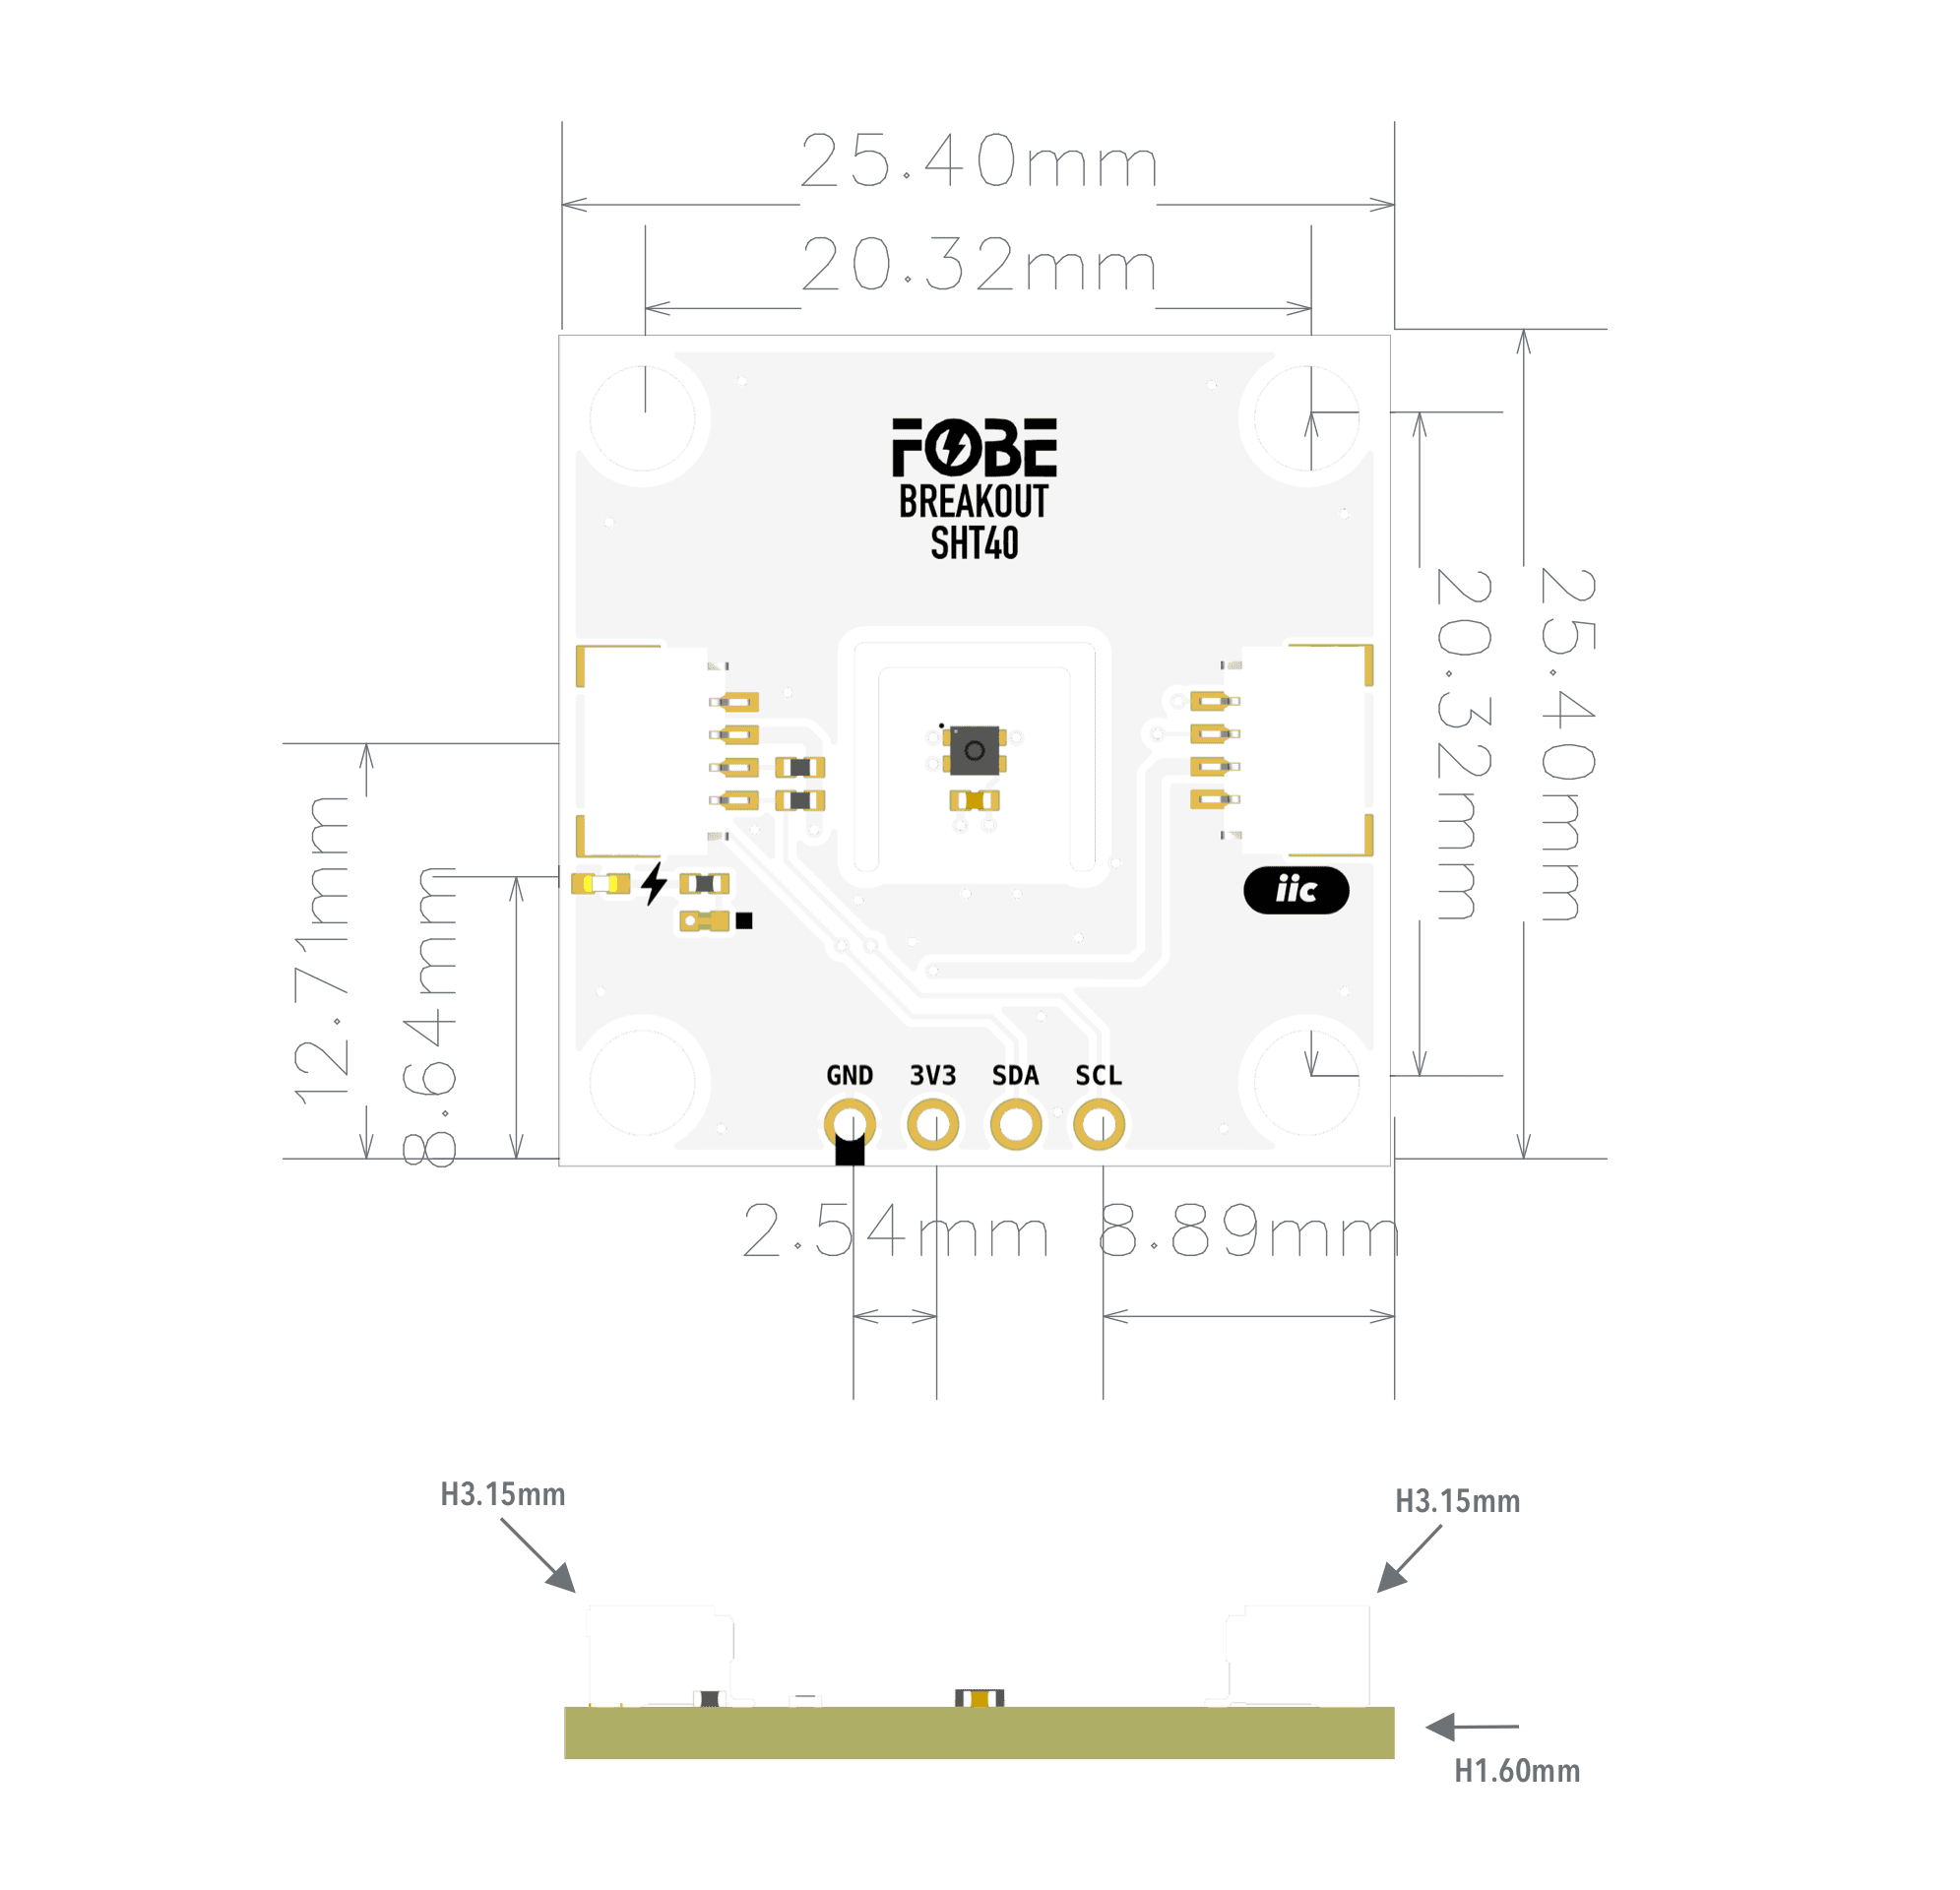 25.40mm
20.32mm
FOBE
BREAKOUT
SHT40
20.32mm
25.40mm
12.71mm
8.64mm
iic
GND 3V3 SDA SCL
2.54mm 8.89mm
H3.15mm
H3.15mm
H1.60mm